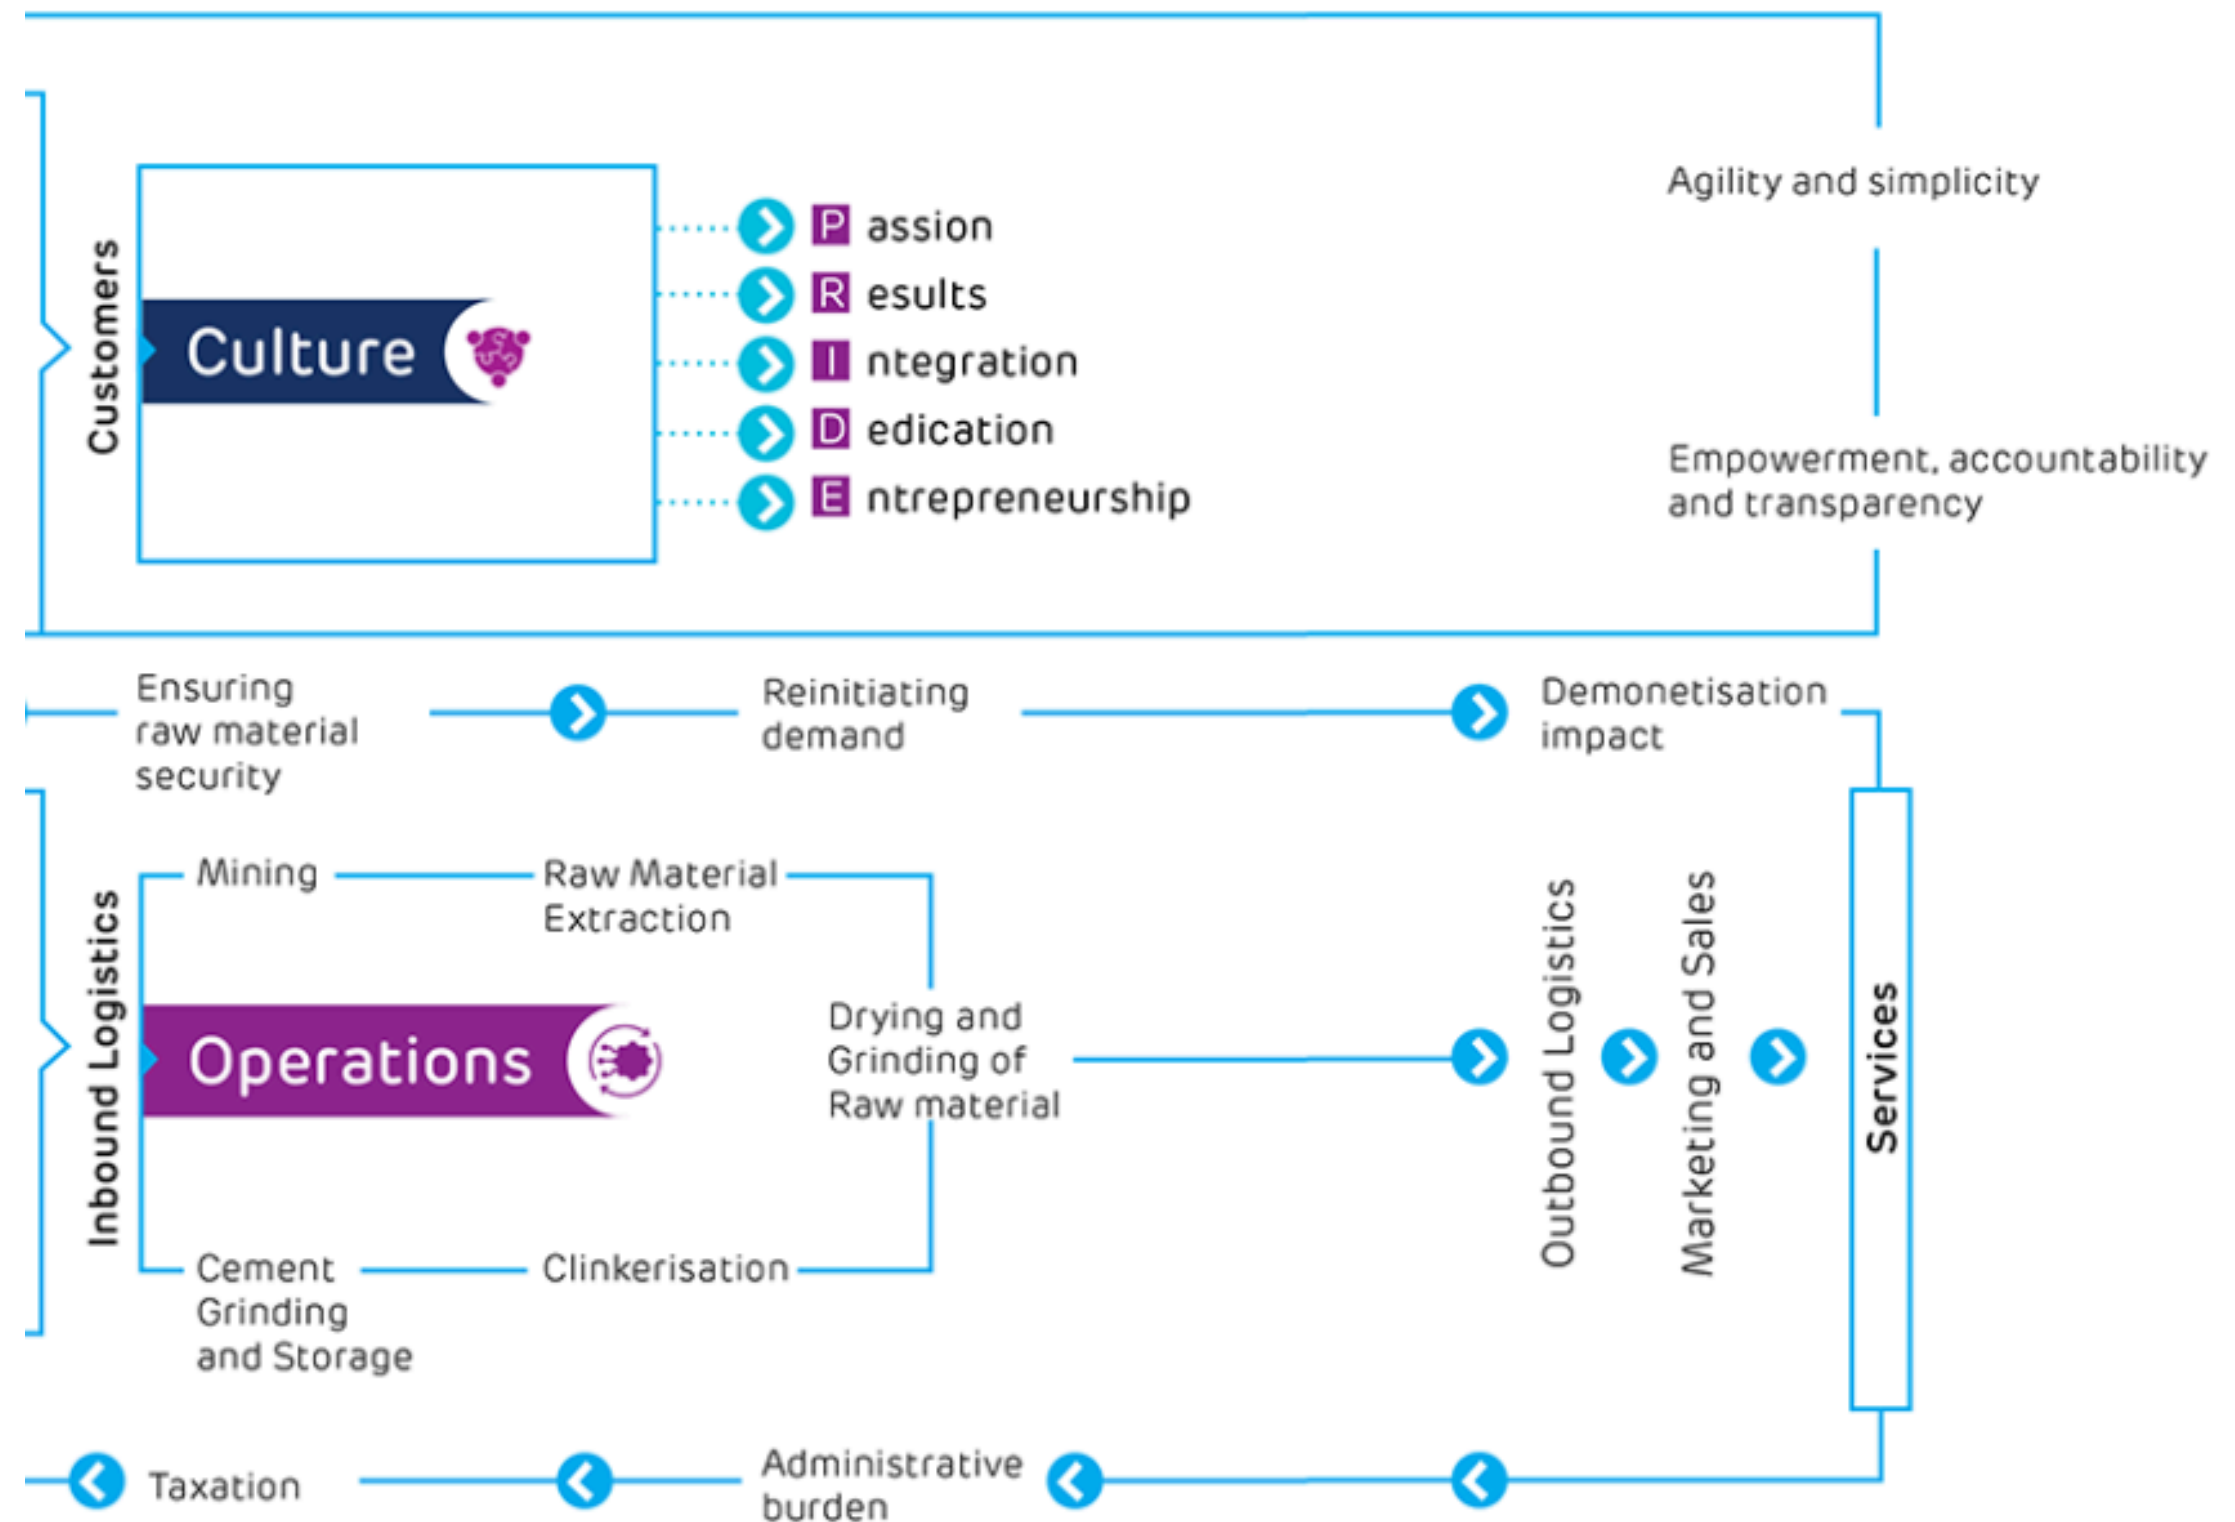 Agility and simplicity
Customers
Culture
P assion
R esults
I ntegration
D edication
E ntrepreneurship
Empowerment, accountability
and transparency
Ensuring
raw material
security
Reinitiating
demand
Demonetisation
impact
Inbound Logistics
Mining
Raw Material
Extraction
Operations
Drying and
Grinding of
Raw material
Cement
Grinding
and Storage
Clinkerisation
Outbound Logistics
Marketing and Sales
Services
Taxation
Administrative
burden